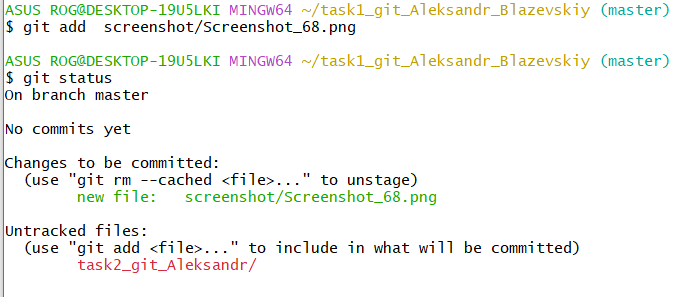 ASUS ROG@DESKTOP-19U5LKI MINGW64 ~/task1_git_Aleksandr_Blazevskiy (master)
$ git add  screenshot/Screenshot_68.png
ASUS ROG@DESKTOP-19U5LKI MINGW64 ~/task1_git_Aleksandr_Blazevskiy (master)
$ git status
On branch master
No commits yet
Changes to be committed:
  (use "git rm --cached <file>..." to unstage)
        new file:   screenshot/Screenshot_68.png
Untracked files:
  (use "git add <file>..." to include in what will be committed)
        task2_git_Aleksandr/